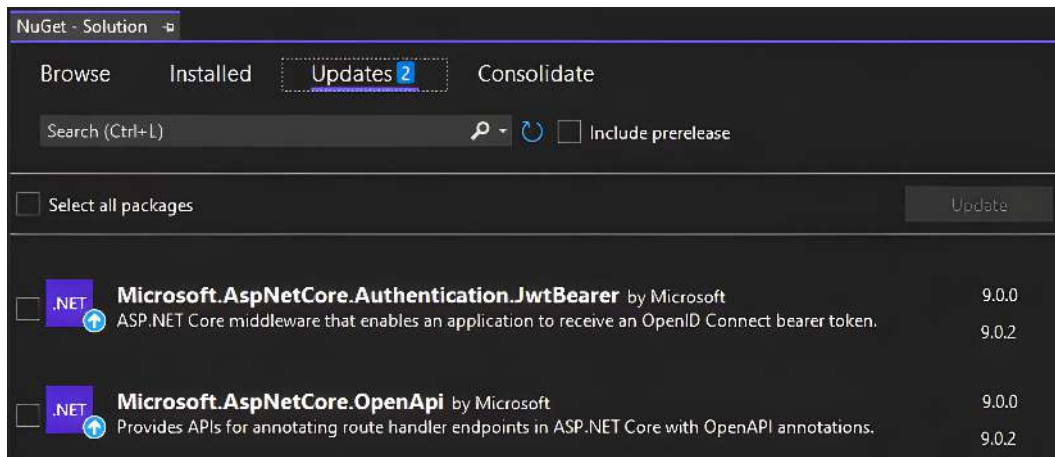 NuGet - Solution
Browse Installed Updates 2 Consolidate
Search (Ctrl+L) Include prerelease
Select all packages Update
.NET Microsoft.AspNetCore.Authentication.JwtBearer by Microsoft 9.0.0
ASP.NET Core middleware that enables an application to receive an OpenID Connect bearer token.
9.0.2
.NET Microsoft.AspNetCore.OpenApi by Microsoft 9.0.0
Provides APIs for annotating route handler endpoints in ASP.NET Core with OpenAPI annotations.
9.0.2